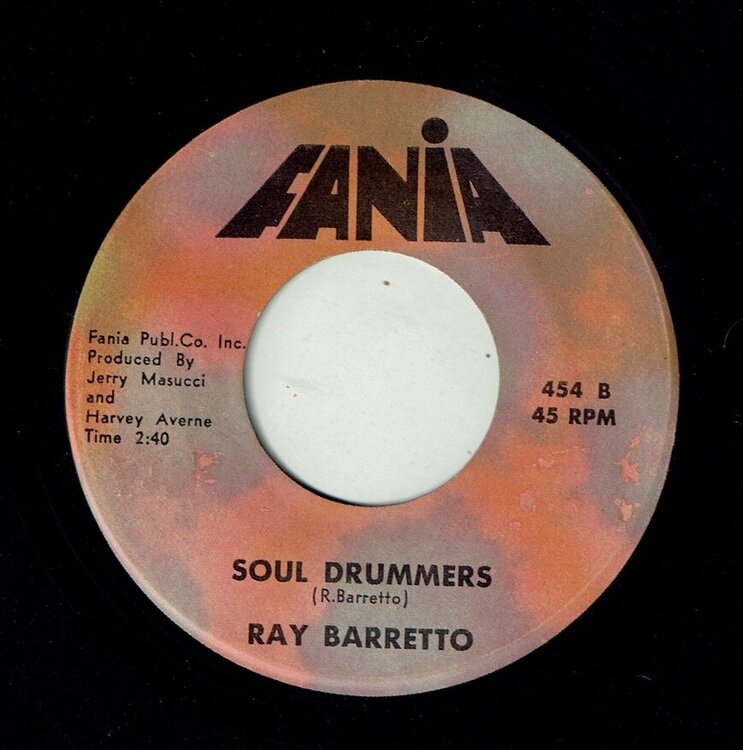 FANiA
Fania Publ.Co. Inc.
Produced By
Jerry Masucci
and
Harvey Averne
Time 2:40
454 B
45 RPM
SOUL DRUMMERS
(R.Barretto)
RAY BARRETTO